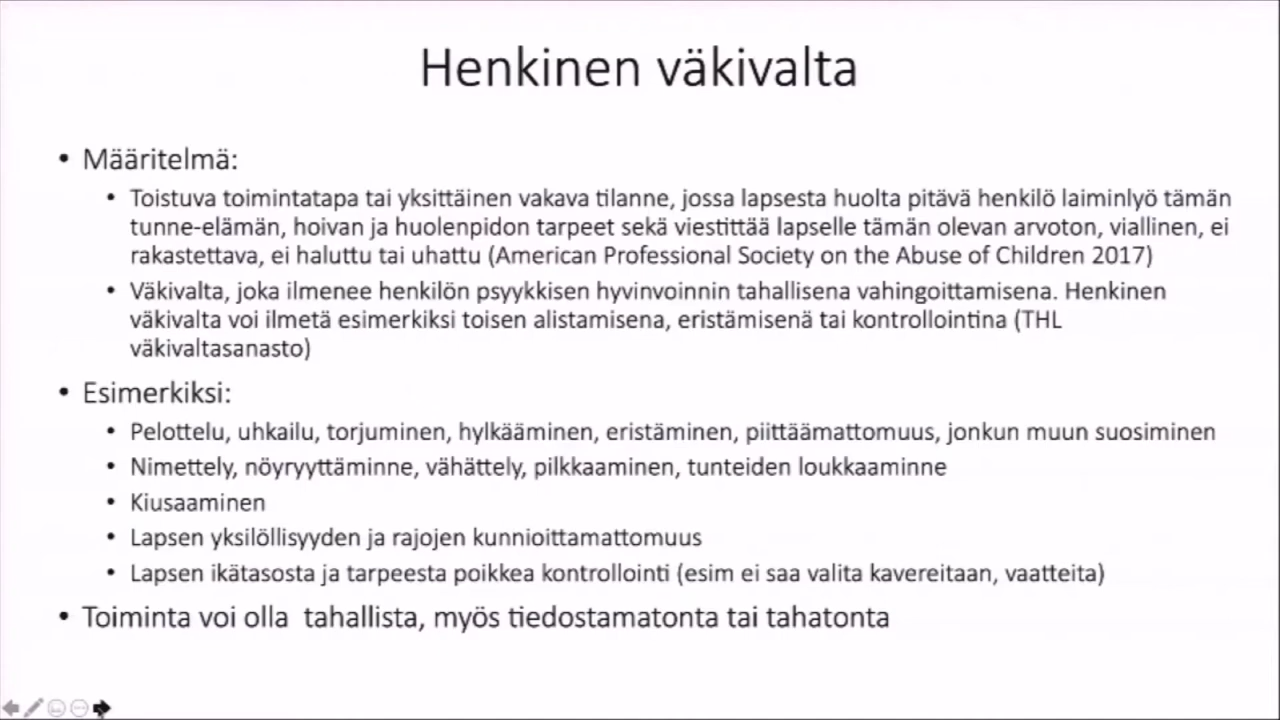 Henkinen väkivalta
• Määritelmä:
• Toistuva toimintatapa tai yksittäinen vakava tilanne, jossa lapsesta huolta pitävä henkilö laiminlyö tämän
tunne-elämän, hoivan ja huolenpidon tarpeet sekä viestittää lapselle tämän olevan arvoton, viallinen, ei
rakastettava, ei haluttu tai uhattu (American Professional Society on the Abuse of Children 2017)
• Väkivalta, joka ilmenee henkilön psyykkisen hyvinvoinnin tahallisena vahingoittamisena. Henkinen
väkivalta voi ilmetä esimerkiksi toisen alistamisena, eristämisenä tai kontrollointina (THL
väkivaltasanasto)
• Esimerkiksi:
• Pelottelu, uhkailu, torjuminen, hylkääminen, eristäminen, piittäämattomuus, jonkun muun suosiminen
• Nimettely, nöyryyttäminne, vähättely, pilkkaaminen, tunteiden loukkaaminne
• Kiusaaminen
• Lapsen yksilöllisyyden ja rajojen kunnioittamattomuus
• Lapsen ikätasosta ja tarpeesta poikkea kontrollointi (esim ei saa valita kavereitaan, vaatteita)
• Toiminta voi olla  tahallista, myös tiedostamatonta tai tahatonta